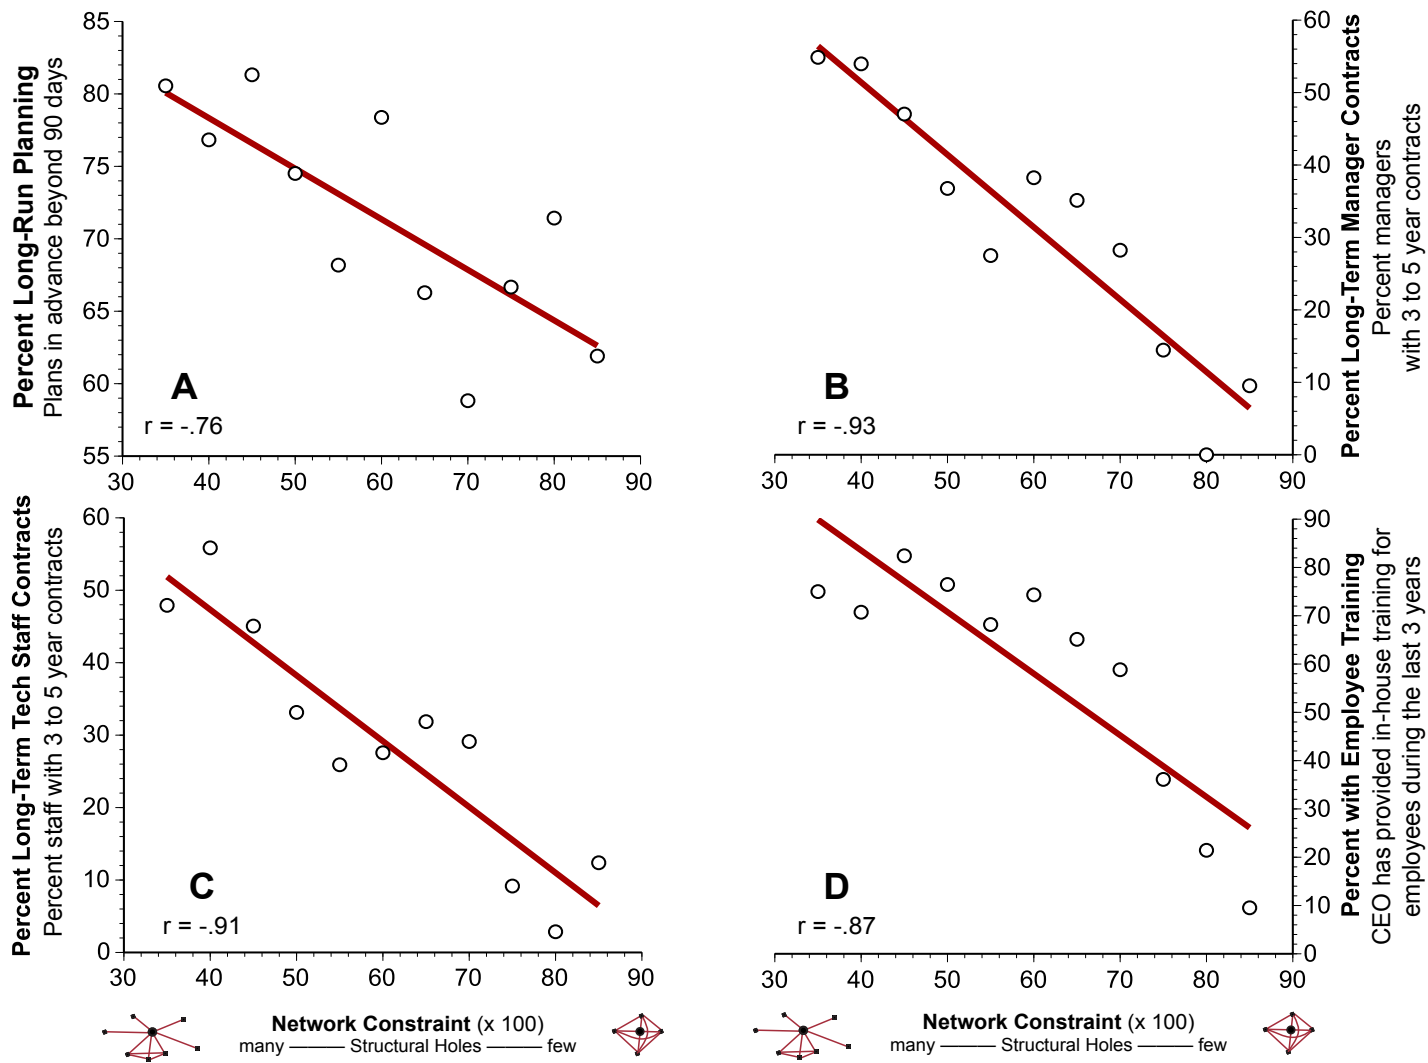 Percent Long-Run Planning
Plans in advance beyond 90 days
85
80
75
70
65
60
55
A
r = -.76
30 40 50 60 70 80 90
60
50
40
30
20
10
0
Percent Long-Term Manager Contracts
Percent managers
with 3 to 5 year contracts
B
r = -.93
30 40 50 60 70 80 90
Percent Long-Term Tech Staff Contracts
Percent staff with 3 to 5 year contracts
60
50
40
30
20
10
0
C
r = -.91
30 40 50 60 70 80 90
90
80
70
60
50
40
30
20
10
0
Percent with Employee Training
CEO has provided in-house training for
employees during the last 3 years
D
r = -.87
30 40 50 60 70 80 90
Network Constraint (x 100)
many ——— Structural Holes ——— few
Network Constraint (x 100)
many ——— Structural Holes ——— few